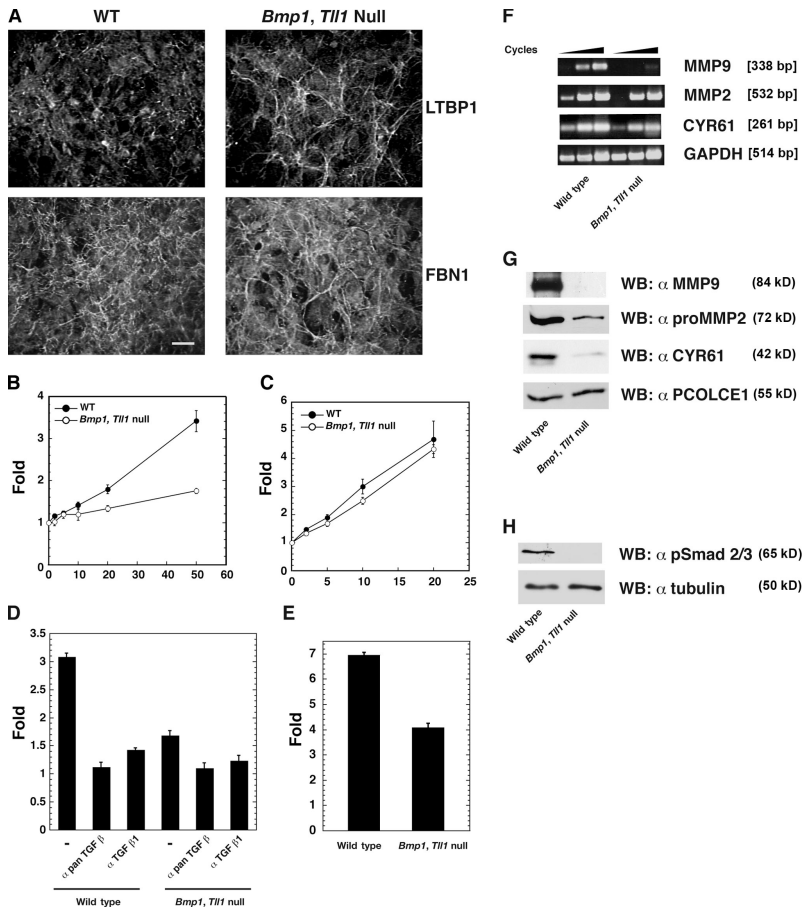 A
WT
Bmp1, Tll1 Null
LTBP1
FBN1
B
4
3
2
1
0
Fold
WT
Bmp1, Tll1 null
0 10 20 30 40 50 60
C
6
5
4
3
2
1
0
Fold
WT
Bmp1, Tll1 null
0 5 10 15 20 25
D
3.5
3
2.5
2
1.5
1
0.5
0
Fold
-
α pan TGF β
α TGF β1
-
α pan TGF β
α TGF β1
Wild type
Bmp1, Tll1 null
E
7
6
5
4
3
2
1
0
Fold
Wild type
Bmp1, Tll1 null
F
Cycles
MMP9 [338 bp]
MMP2 [532 bp]
CYR61 [261 bp]
GAPDH [514 bp]
Wild type
Bmp1, Tll1 null
G
WB: α MMP9 (84 kD)
WB: α proMMP2 (72 kD)
WB: α CYR61 (42 kD)
WB: α PCOLCE1 (55 kD)
Wild type
Bmp1, Tll1 null
H
WB: α pSmad 2/3 (65 kD)
WB: α tubulin (50 kD)
Wild type
Bmp1, Tll1 null